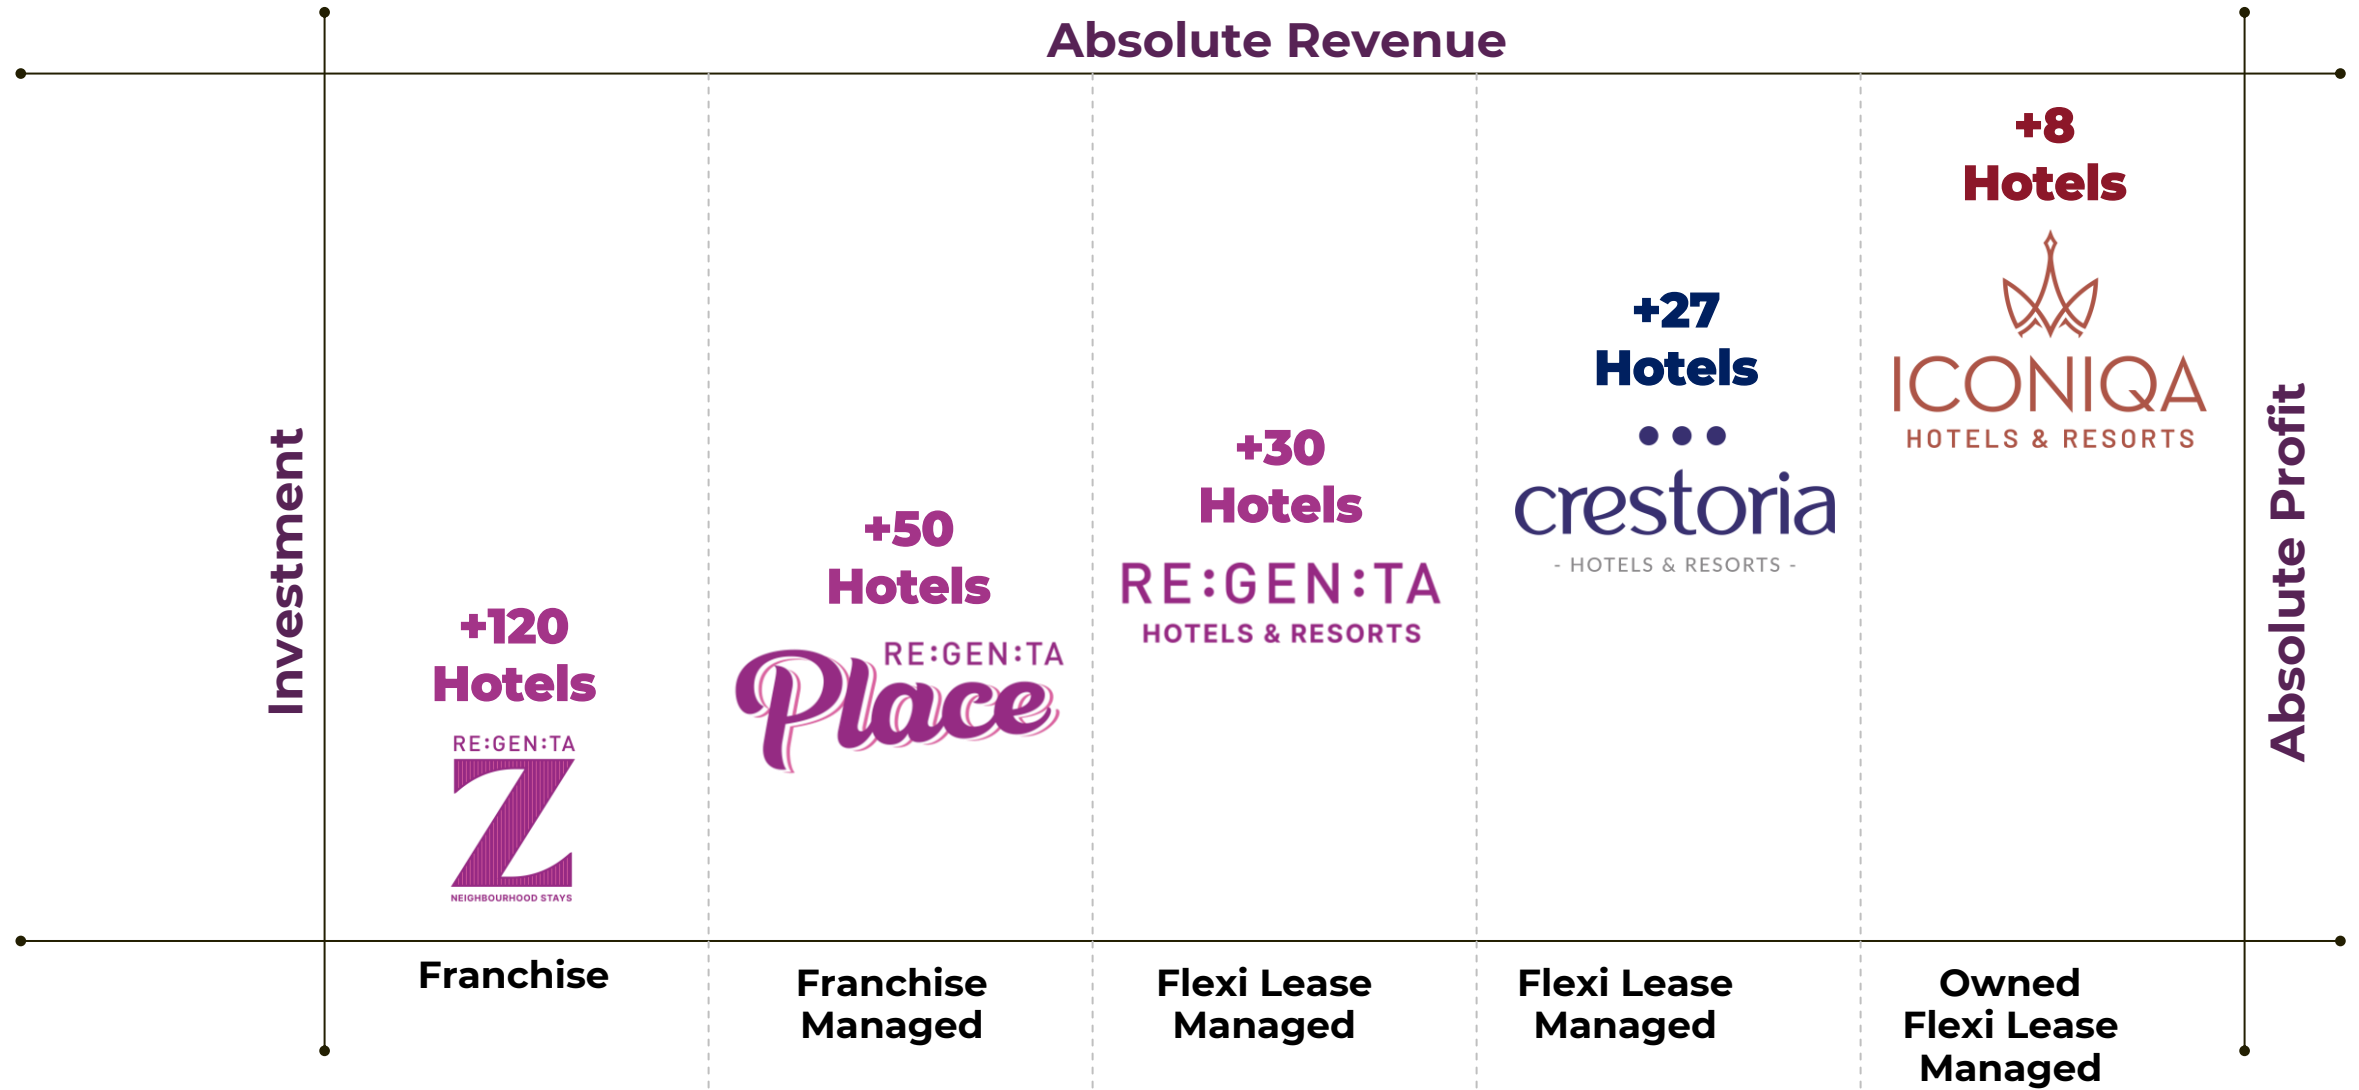 Absolute Revenue
Investment
+120
Hotels
RE:GEN:TA
Z
NEIGHBOURHOOD STAYS
Franchise
+50
Hotels
RE:GEN:TA
Place
Franchise
Managed
+30
Hotels
RE:GEN:TA
HOTELS & RESORTS
Flexi Lease
Managed
+27
Hotels
crestoria
- HOTELS & RESORTS -
Flexi Lease
Managed
+8
Hotels
ICONIQA
HOTELS & RESORTS
Owned
Flexi Lease
Managed
Absolute Profit